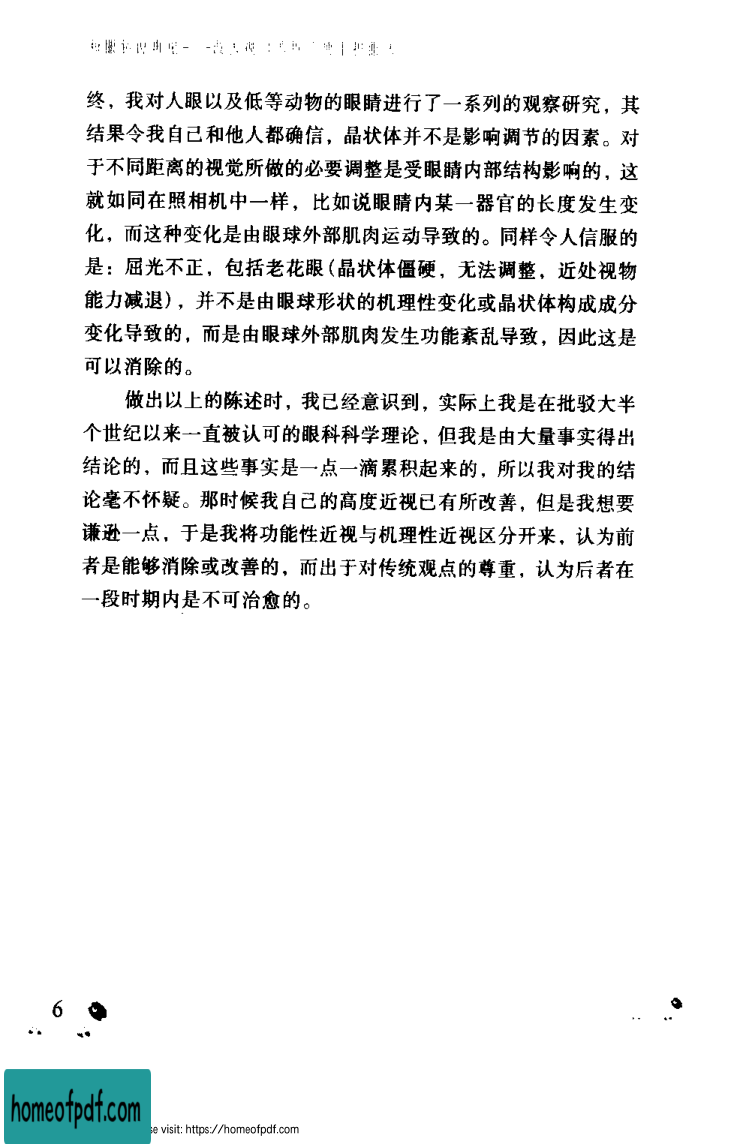 终，我对人眼以及低等动物的眼睛进行了一系列的观察研究，其
结果令我自己和他人都确信，晶状体并不是影响调节的因素。对
于不同距离的视觉所做的必要调整是受眼睛内部结构影响的，这
就如同在照相机中一样，比如说眼睛内某一器官的长度发生变
化，而这种变化是由眼球外部肌肉运动导致的。同样令人信服的
是：屈光不正，包括老花眼（晶状体僵硬，无法调整，近处视物
能力减退），并不是由眼球形状的机理性变化或晶状体构成成分
变化导致的，而是由眼球外部肌肉发生功能紊乱导致，因此这是
可以消除的。
做出以上的陈述时，我已经意识到，实际上我是在批驳大半
个世纪以来一直被认可的眼科科学理论，但我是由大量事实得出
结论的，而且这些事实是一点一滴累积起来的，所以我对我的结
论毫不怀疑。那时候我自己的高度近视已有所改善，但是我想要
谦逊一点，于是我将功能性近视与机理性近视区分开来，认为前
者是能够消除或改善的，而出于对传统观点的尊重，认为后者在
一段时期内是不可治愈的。
6
homeofpdf.com
se visit: https://homeofpdf.com